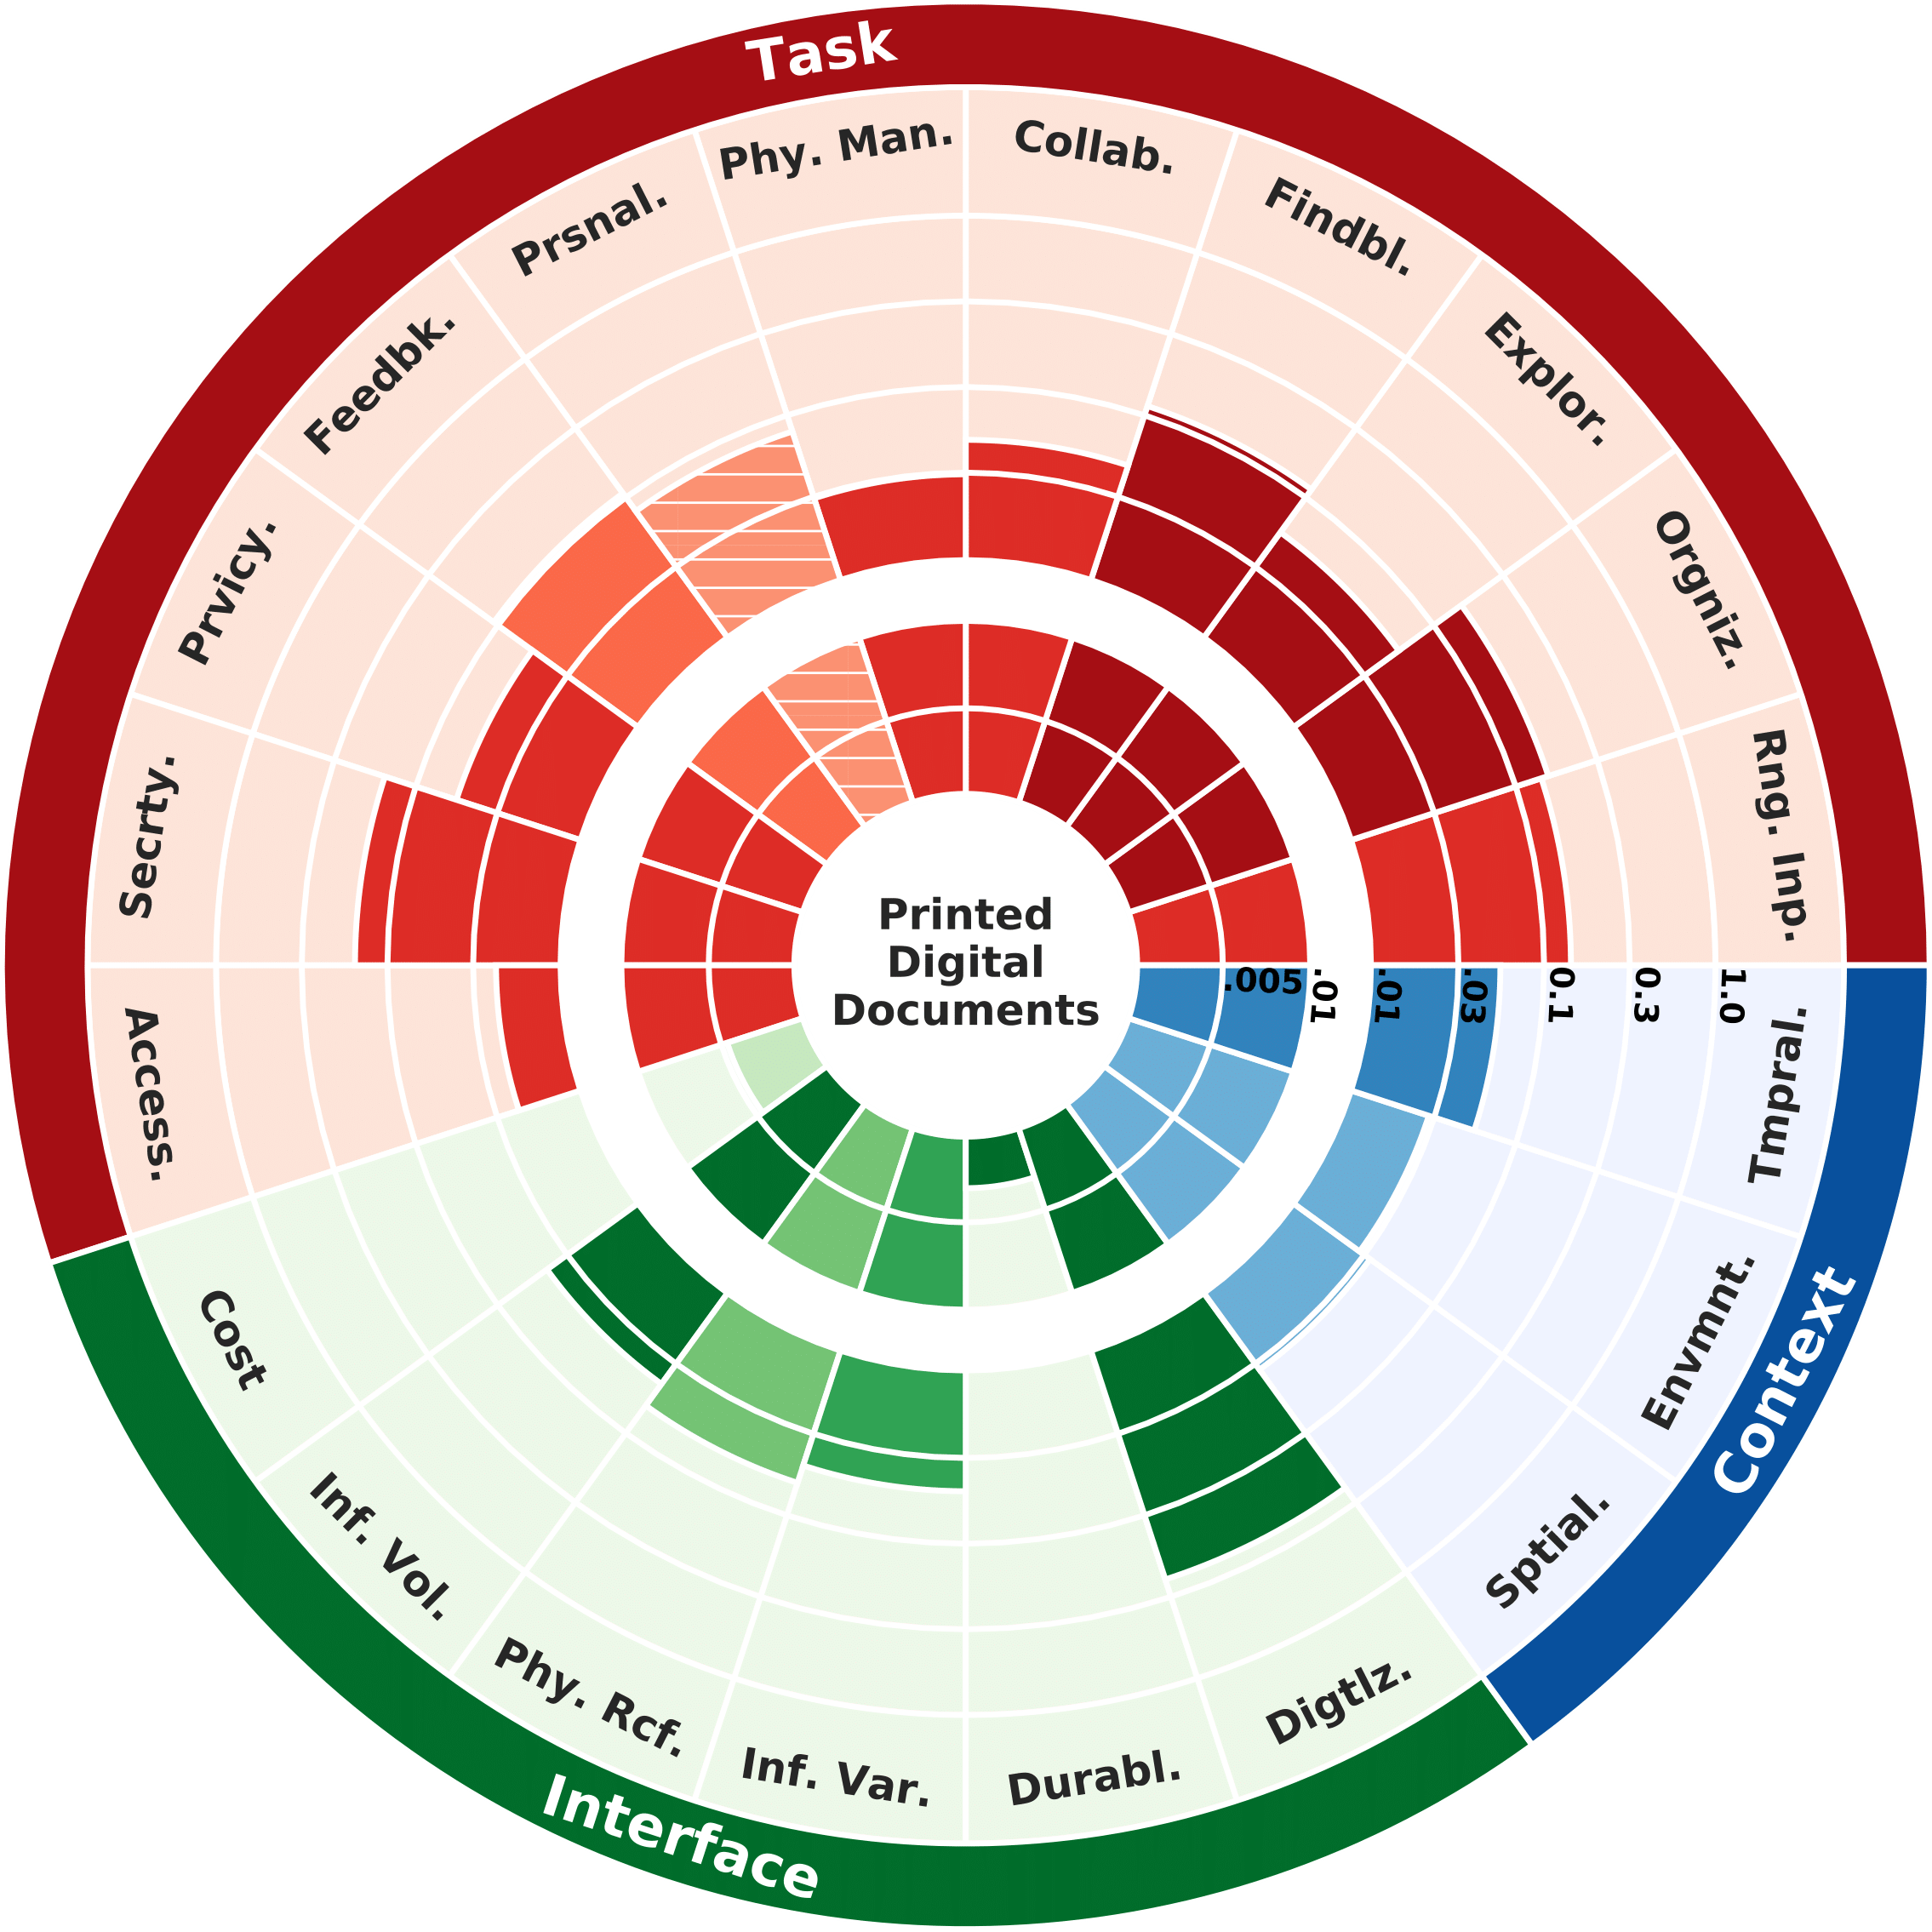 Task
Phy. Man.
Collab.
Findbl.
Explor.
Orgniz.
Rng. Inp.
Prsnal.
Feedbk.
Prvicy.
Secrty.
Access.
Printed
Digital
Documents
.005
.01
.01
.03
0.1
0.3
1.0
Tmpral.
Envmnt.
Sptial.
Context
Cost
Inf. Vol.
Phy. Rcf.
Inf. Var.
Durabl.
Digtlz.
Interface